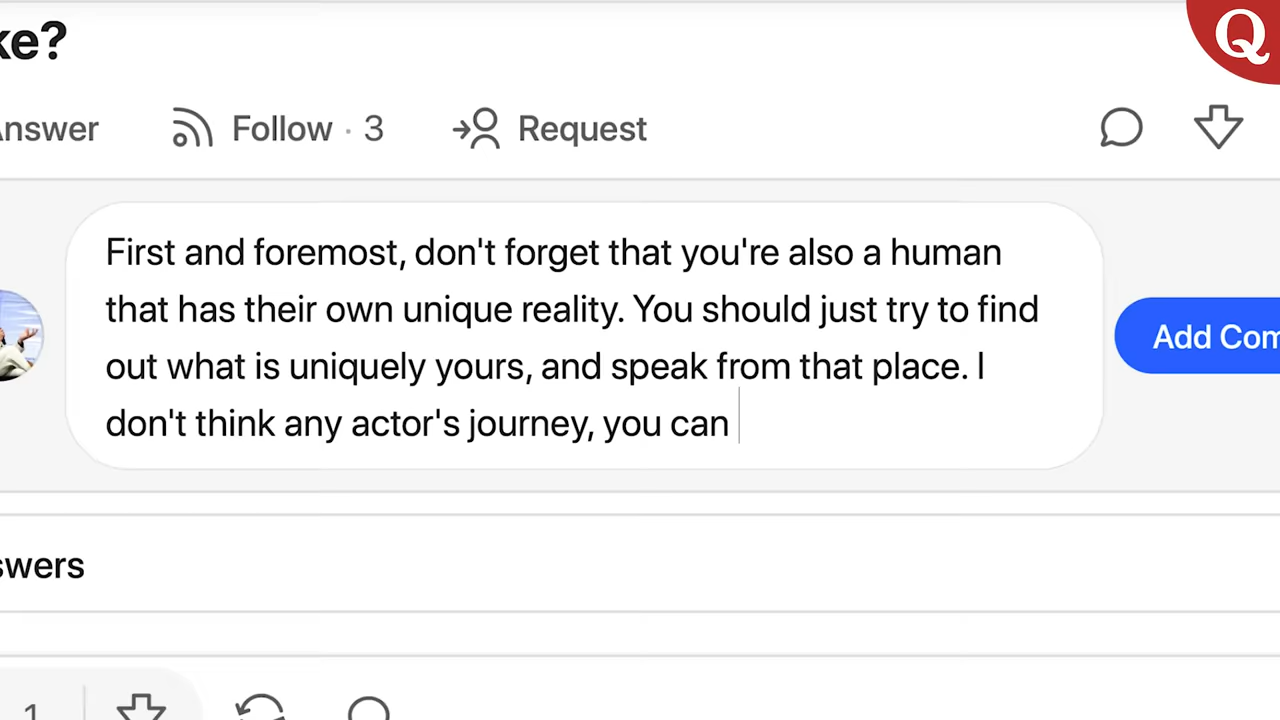 ke?
Q
Answer
Follow · 3
Request
First and foremost, don't forget that you're also a human
that has their own unique reality. You should just try to find
out what is uniquely yours, and speak from that place. I
don't think any actor's journey, you can
Add Com
swers
1